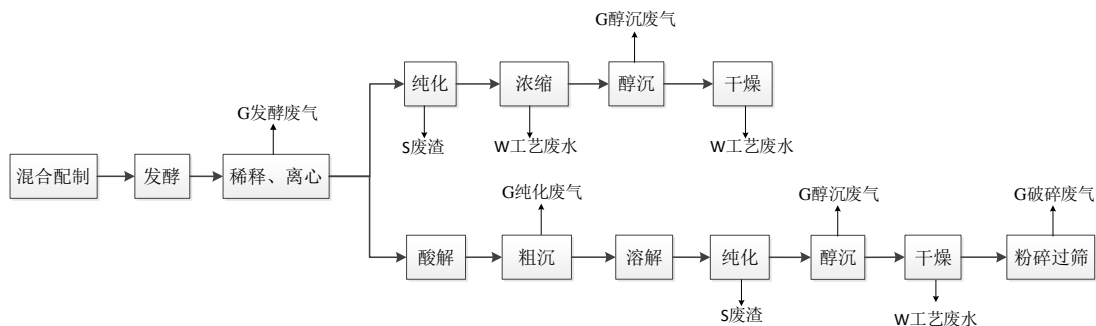 G醇沉废气
纯化
浓缩
醇沉
干燥
G发酵废气
S废渣
W工艺废水
W工艺废水
混合配制
发酵
稀释、离心
G纯化废气
G醇沉废气
G破碎废气
酸解
粗沉
溶解
纯化
醇沉
干燥
粉碎过筛
S废渣
W工艺废水